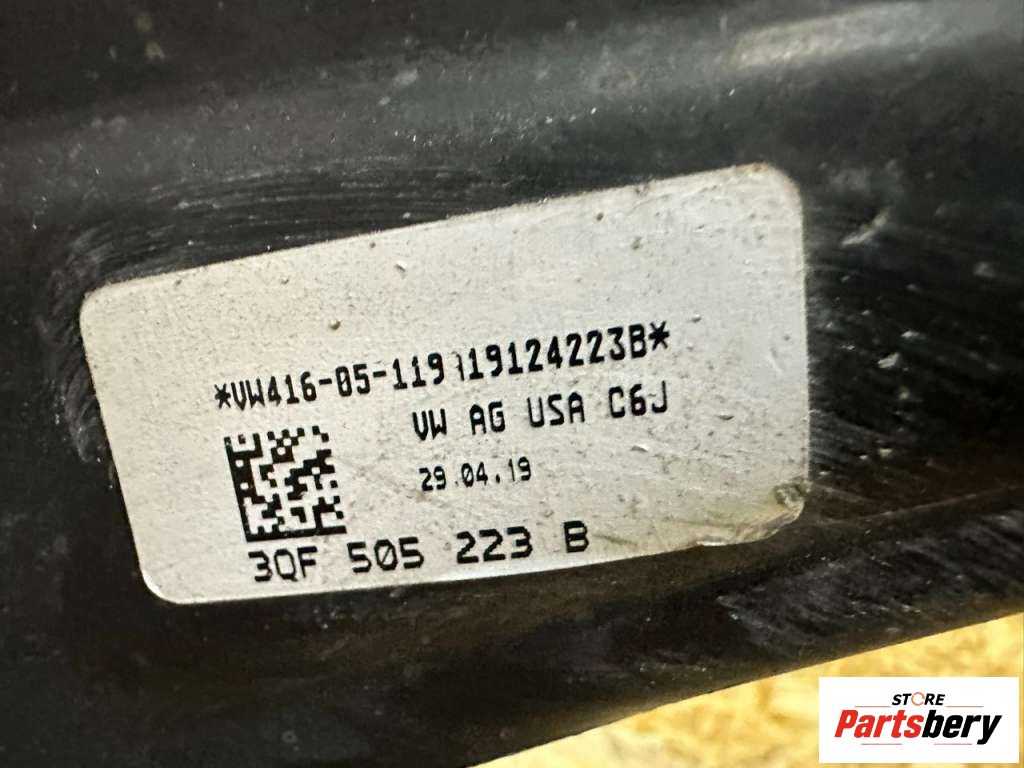 *VW416-05-119 19124223B*
VW AG USA C6J
29.04.19
3QF 505 223 B
STORE
Partsbery